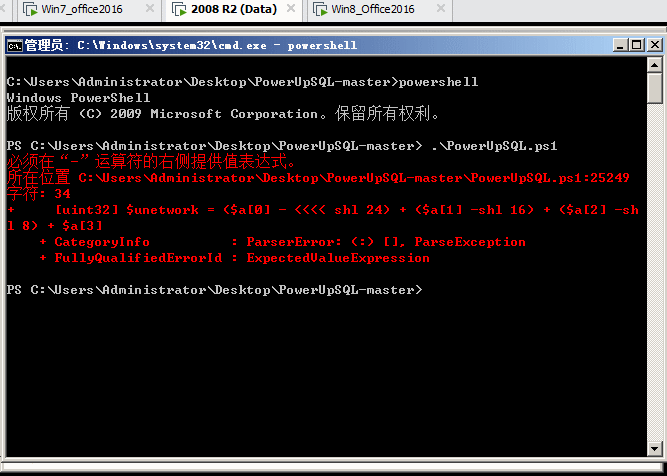 Win7_office2016
2008 R2 (Data)
Win8_Office2016
管理员: C:\Windows\system32\cmd.exe - powershell
C:\Users\Administrator\Desktop\PowerUpSQL-master>powershell
Windows PowerShell
版权所有 (C) 2009 Microsoft Corporation。保留所有权利。
PS C:\Users\Administrator\Desktop\PowerUpSQL-master> .\PowerUpSQL.ps1
必须在“-”运算符的右侧提供值表达式。
所在位置 C:\Users\Administrator\Desktop\PowerUpSQL-master\PowerUpSQL.ps1:25249
字符: 34
+     [uint32] $unetwork = ($a[0] - <<<< shl 24) + ($a[1] -shl 16) + ($a[2] -sh
l 8) + $a[3]
    + CategoryInfo          : ParserError: (:) [], ParseException
    + FullyQualifiedErrorId : ExpectedValueExpression
PS C:\Users\Administrator\Desktop\PowerUpSQL-master>